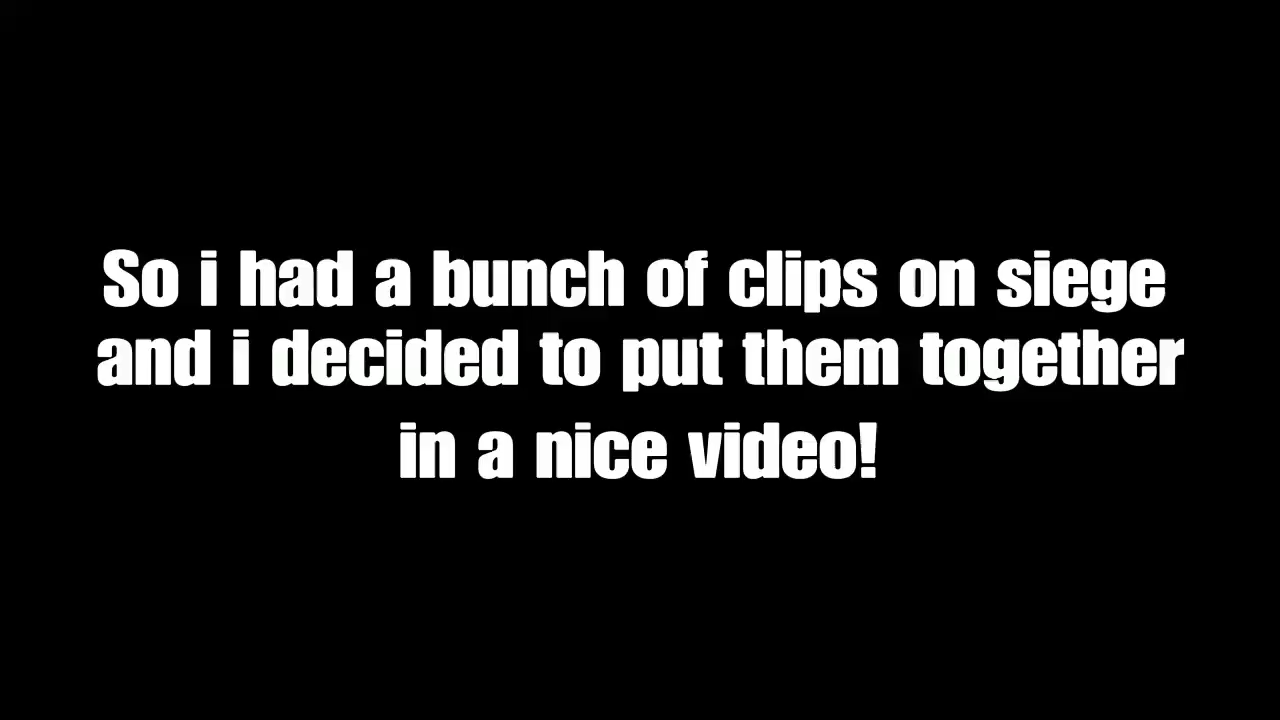 So i had a bunch of clips on siege
and i decided to put them together
in a nice video!